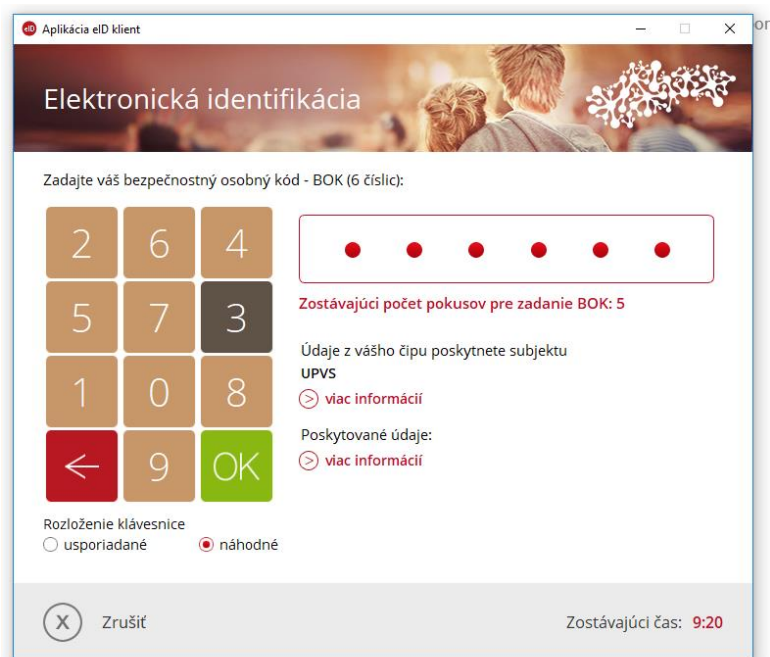 eID Aplikácia eID klient
or
Elektronická identifikácia
Zadajte váš bezpečnostný osobný kód - BOK (6 číslic):
2 6 4
5 7 3
1 0 8
9 OK
Zostávajúci počet pokusov pre zadanie BOK: 5
Údaje z vášho čipu poskytnete subjektu
UPVS
viac informácií
Poskytované údaje:
viac informácií
Rozloženie klávesnice
usporiadané náhodné
X Zrušiť
Zostávajúci čas: 9:20